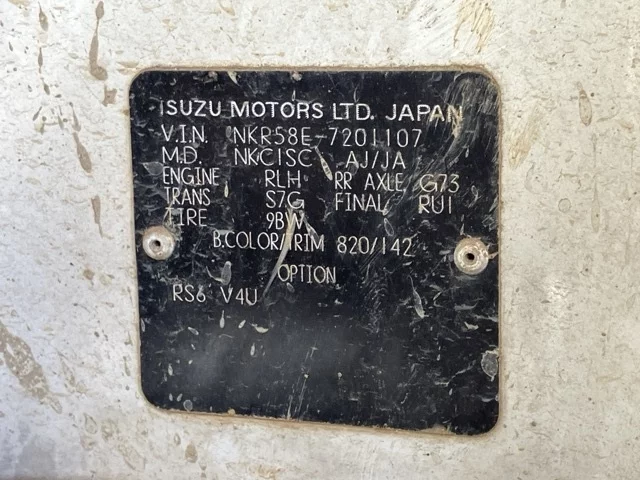 ISUZU MOTORS LTD. JAPAN
V.I.N. NKR58E-7201107
M.D. NKC1SC AJ/JA
ENGINE RLH RR AXLE G73
TRANS S7G FINAL RU1
TIRE 9BW
B.COLOR/TRIM 820/142
OPTION
RS6 V4U